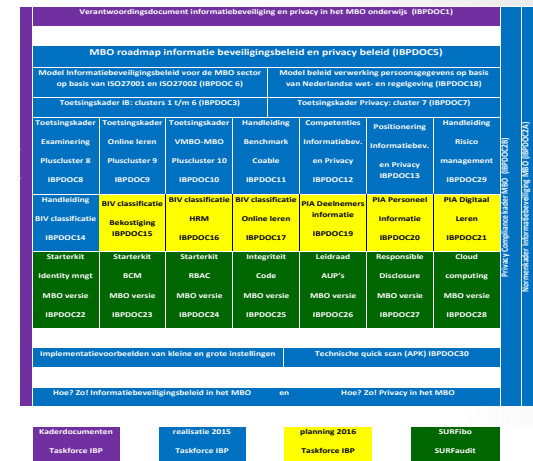 Verantwoordingsdocument informatiebeveiliging en privacy in het MBO onderwijs (IBPDOC1)
MBO roadmap informatie beveiligingsbeleid en privacy beleid (IBPDOC5)
Model Informatiebeveiligingsbeleid voor de MBO sector
op basis van ISO27001 en ISO27002 (IBPDOC 6)
Model beleid verwerking persoonsgegevens op basis
van Nederlandse wet- en regelgeving (IBPDOC18)
Toetsingskader IB: clusters 1 t/m 6 (IBPDOC3)
Toetsingskader Privacy: cluster 7 (IBPDOC7)
Toetsingskader
Examinering
Pluscluster 8
IBPDOC8
Toetsingskader
Online leren
Pluscluster 9
IBPDOC9
Toetsingskader
VMBO-MBO
Pluscluster 10
IBPDOC10
Handleiding
Benchmark
Coable
IBPDOC11
Competenties
Informatiebev.
en Privacy
IBPDOC12
Positionering
Informatiebev.
en Privacy
IBPDOC13
Handleiding
Risico
management
IBPDOC29
Handleiding
BIV classificatie
IBPDOC14
BIV classificatie
Bekostiging
IBPDOC15
BIV classificatie
HRM
IBPDOC16
BIV classificatie
Online leren
IBPDOC17
PIA Deelnemers
informatie
IBPDOC19
PIA Personeel
Informatie
IBPDOC20
PIA Digitaal
Leren
IBPDOC21
Starterkit
Identity mngt
MBO versie
IBPDOC22
Starterkit
BCM
MBO versie
IBPDOC23
Starterkit
RBAC
MBO versie
IBPDOC24
Integriteit
Code
MBO versie
IBPDOC25
Leidraad
AUP's
MBO versie
IBPDOC26
Responsible
Disclosure
MBO versie
IBPDOC27
Cloud
computing
MBO versie
IBPDOC28
Implementatievoorbeelden van kleine en grote instellingen
Technische quick scan (APK) IBPDOC30
Hoe? Zo! Informatiebeveiligingsbeleid in het MBO en Hoe? Zo! Privacy in het MBO
Privacy Compliance kader MBO (IBPDOC2B)
Normenkader Informatiebeveiliging MBO (IBPDOC2A)
Kaderdocumenten
Taskforce IBP
realisatie 2015
Taskforce IBP
planning 2016
Taskforce IBP
SURFibo
SURFaudit